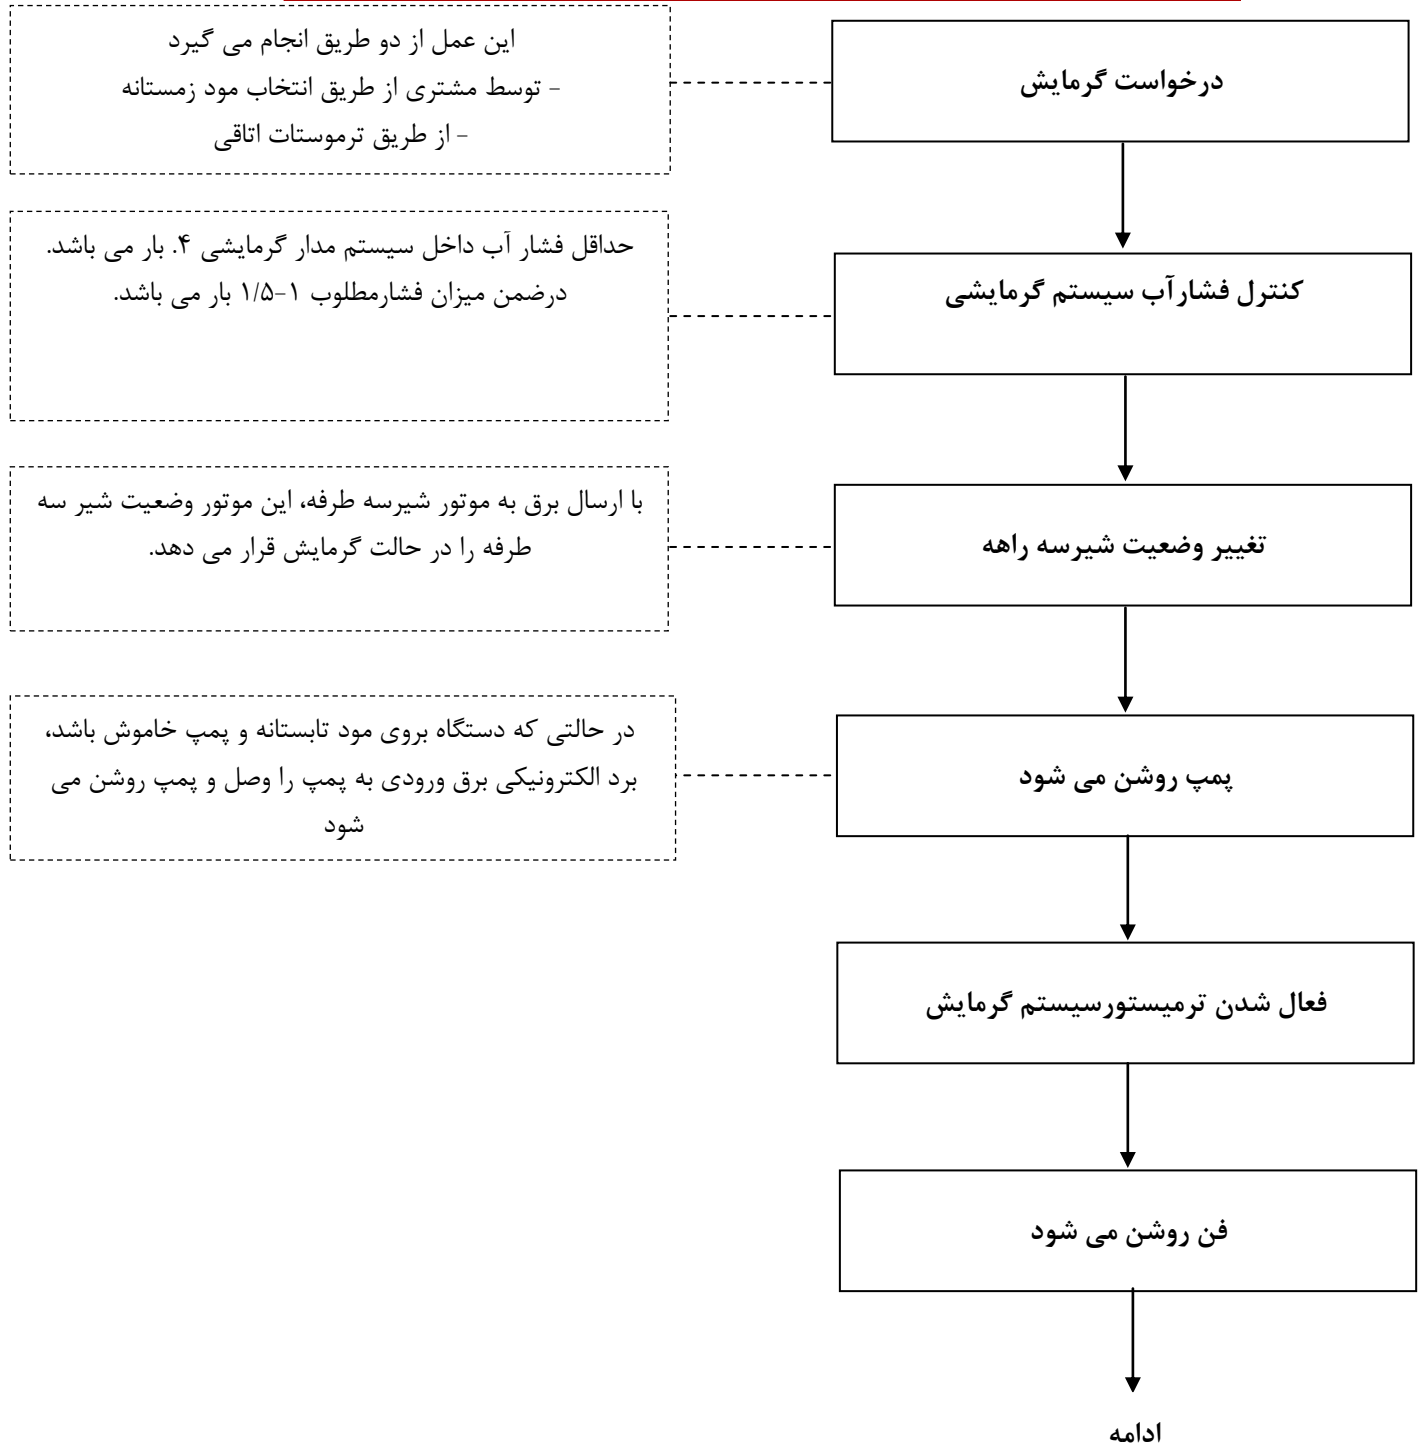 درخواست گرمایش
این عمل از دو طریق انجام می گیرد
- توسط مشتری از طریق انتخاب مود زمستانه
- از طریق ترموستات اتاقی
کنترل فشارآب سیستم گرمایشی
حداقل فشار آب داخل سیستم مدار گرمایشی ۴. بار می باشد.
درضمن میزان فشارمطلوب ۱-۱/۵ بار می باشد.
تغییر وضعیت شیرسه راهه
با ارسال برق به موتور شیرسه طرفه، این موتور وضعیت شیر سه
طرفه را در حالت گرمایش قرار می دهد.
پمپ روشن می شود
در حالتی که دستگاه بروی مود تابستانه و پمپ خاموش باشد،
برد الکترونیکی برق ورودی به پمپ را وصل و پمپ روشن می
شود
فعال شدن ترمیستورسیستم گرمایش
فن روشن می شود
ادامه